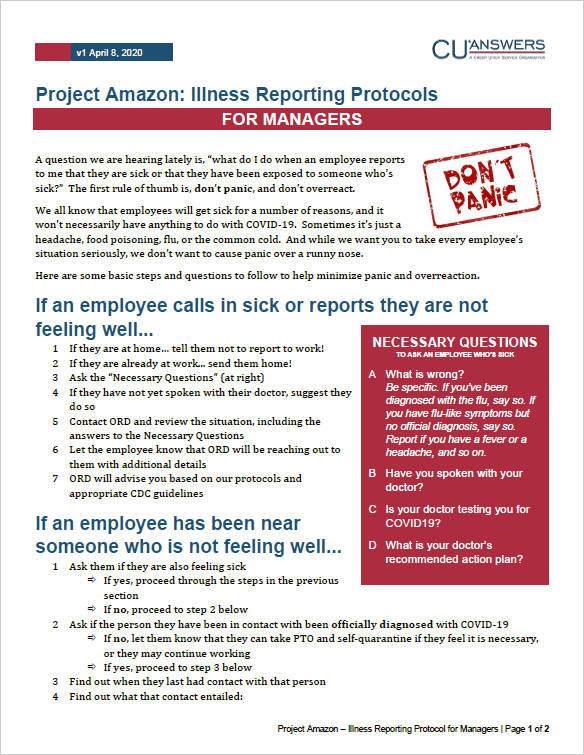 v1 April 8, 2020
CU*ANSWERS
A CREDIT UNION SERVICE ORGANIZATION
Project Amazon: Illness Reporting Protocols
FOR MANAGERS
A question we are hearing lately is, “what do I do when an employee reports
to me that they are sick or that they have been exposed to someone who’s
sick?”  The first rule of thumb is, don’t panic, and don’t overreact.
DON'T
PANIC
We all know that employees will get sick for a number of reasons, and it
won’t necessarily have anything to do with COVID-19.  Sometimes it’s just a
headache, food poisoning, flu, or the common cold.  And while we want you to take every employee’s
situation seriously, we don’t want to cause panic over a runny nose.
Here are some basic steps and questions to follow to help minimize panic and overreaction.
If an employee calls in sick or reports they are not
feeling well...
1 If they are at home... tell them not to report to work!
2 If they are already at work... send them home!
3 Ask the “Necessary Questions” (at right)
4 If they have not yet spoken with their doctor, suggest they
do so
5 Contact ORD and review the situation, including the
answers to the Necessary Questions
6 Let the employee know that ORD will be reaching out to
them with additional details
7 ORD will advise you based on our protocols and
appropriate CDC guidelines
NECESSARY QUESTIONS
TO ASK AN EMPLOYEE WHO'S SICK
A What is wrong?
Be specific. If you've been
diagnosed with the flu, say so. If
you have flu-like symptoms but
no official diagnosis, say so.
Report if you have a fever or a
headache, and so on.
B Have you spoken with your
doctor?
C Is your doctor testing you for
COVID19?
D What is your doctor's
recommended action plan?
If an employee has been near
someone who is not feeling well...
1 Ask them if they are also feeling sick
⇨ If yes, proceed through the steps in the previous
section
⇨ If no, proceed to step 2 below
2 Ask if the person they have been in contact with been officially diagnosed with COVID-19
⇨ If no, let them know that they can take PTO and self-quarantine if they feel it is necessary,
or they may continue working
⇨ If yes, proceed to step 3 below
3 Find out when they last had contact with that person
4 Find out what that contact entailed:
Project Amazon – Illness Reporting Protocol for Managers | Page 1 of 2